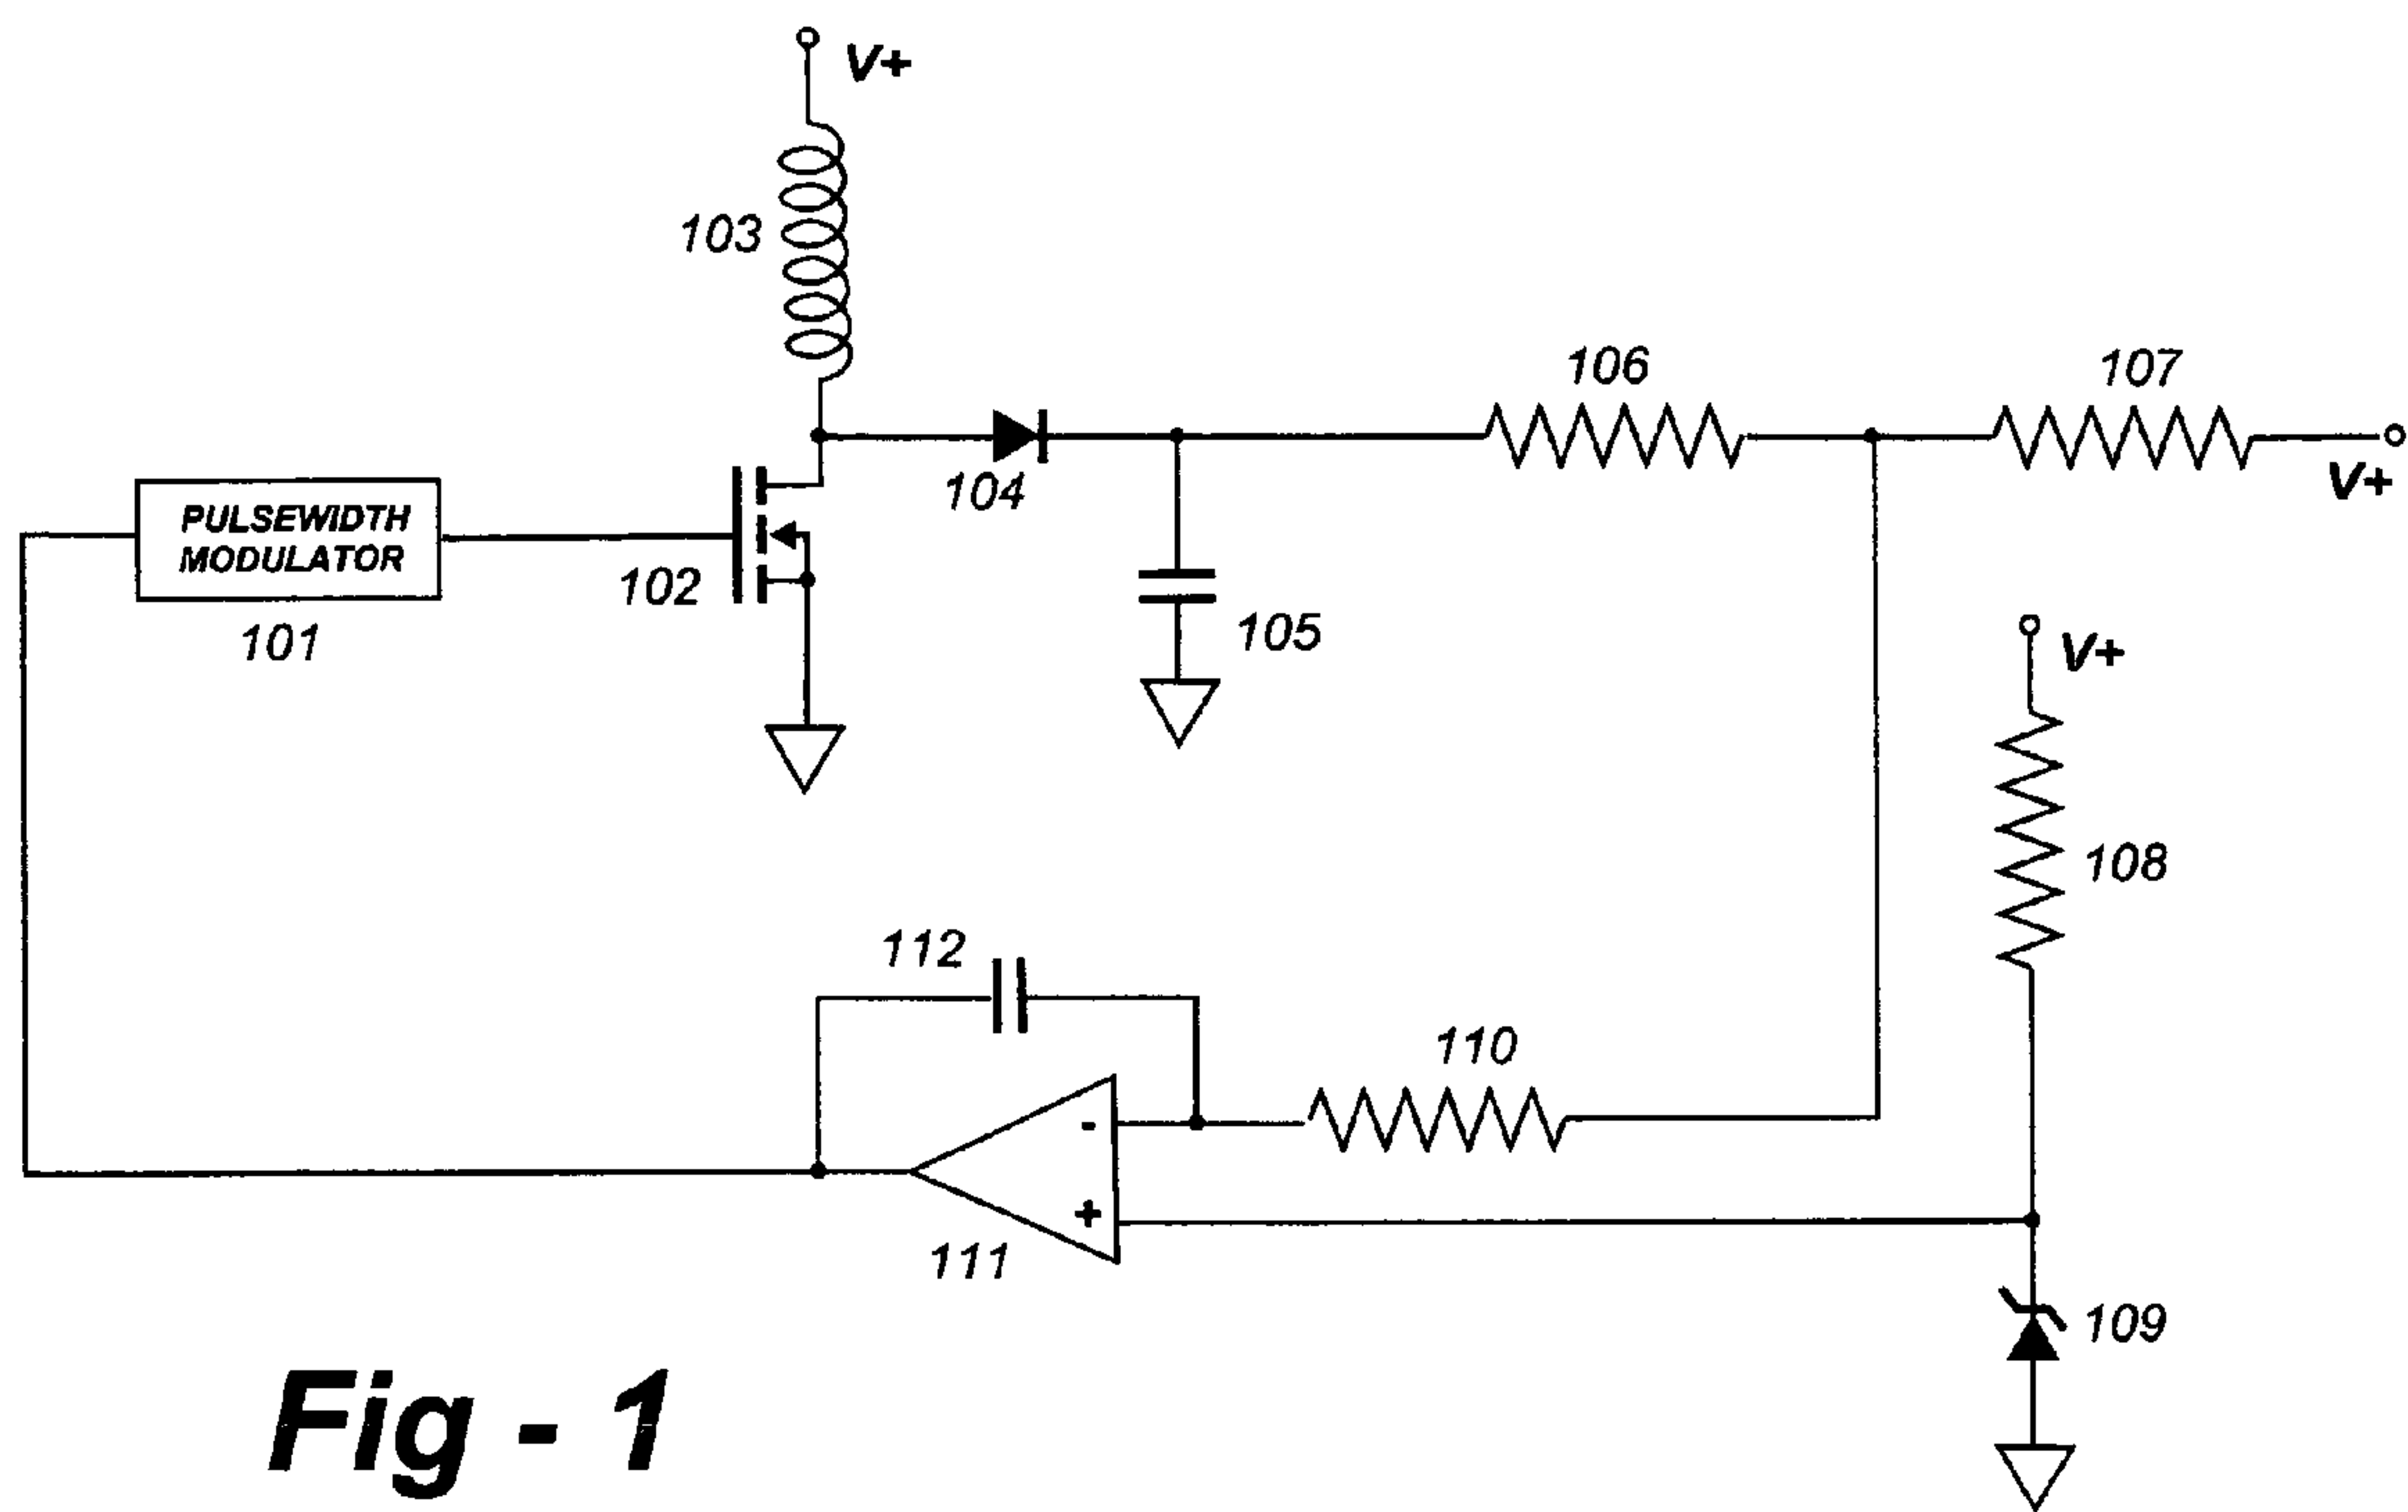 V+
103
106
107
V+
104
PULSEWIDTH
MODULATOR
102
101
105
V+
108
112
110
-
+
111
109
Fig - 1